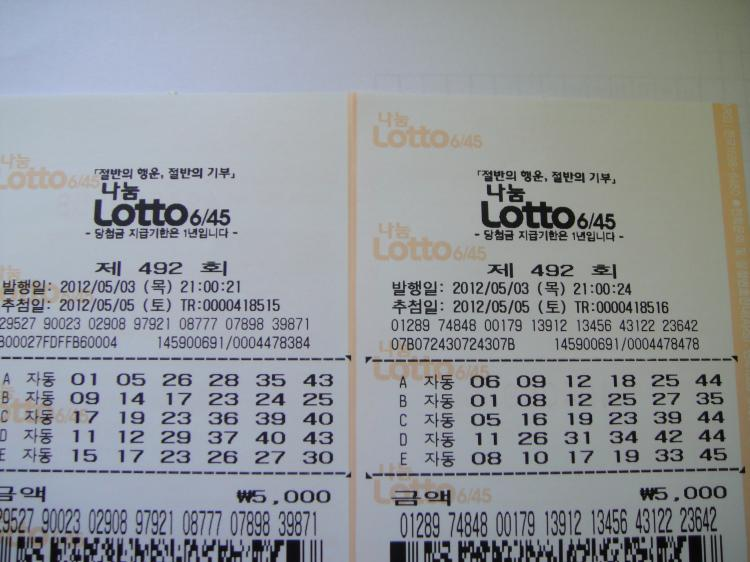 나눔
Lotto 6/45
「절반의 행운, 절반의 기부」
나눔
Lotto 6/45
- 당첨금 지급기한은 1년입니다 -
제 492 회
발행일: 2012/05/03 (목) 21:00:21
추첨일: 2012/05/05 (토) TR:0000418515
29527 90023 02908 97921 08777 07898 39871
B00027FDFFB60004 145900691/0004478384
A 자동 01 05 26 28 35 43
B 자동 09 14 17 23 24 25
C 자동 17 19 23 36 39 40
D 자동 11 12 29 37 40 43
E 자동 15 17 23 26 27 30
금액 ₩5,000
29527 90023 02908 97921 08777 07898 39871
나눔
Lotto 6/45
「절반의 행운, 절반의 기부」
나눔
Lotto 6/45
- 당첨금 지급기한은 1년입니다 -
제 492 회
발행일: 2012/05/03 (목) 21:00:24
추첨일: 2012/05/05 (토) TR:0000418516
01289 74848 00179 13912 13456 43122 23642
07B072430724307B 145900691/0004478478
A 자동 06 09 12 18 25 44
B 자동 01 08 12 25 27 35
C 자동 05 16 19 23 39 44
D 자동 11 26 31 34 42 44
E 자동 08 10 17 19 33 45
금액 ₩5,000
01289 74848 00179 13912 13456 43122 23642